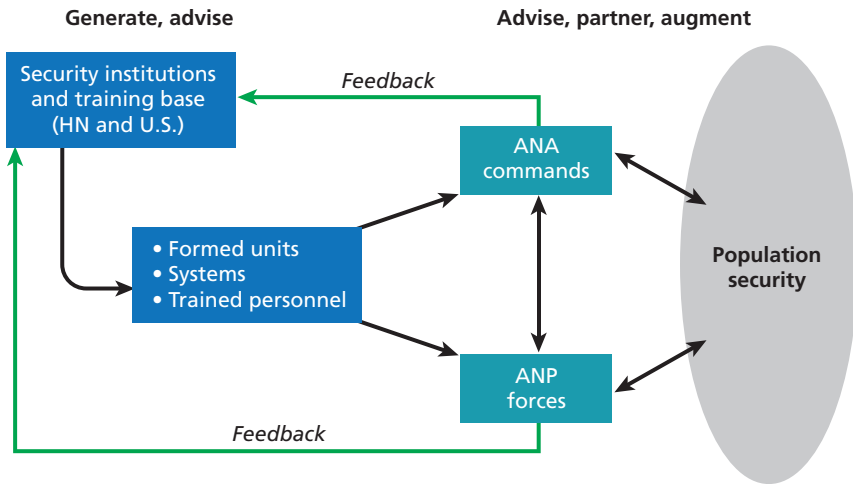 Generate, advise
Advise, partner, augment
Security institutions
and training base
(HN and U.S.)
Feedback
ANA
commands
• Formed units
• Systems
• Trained personnel
Population
security
ANP
forces
Feedback